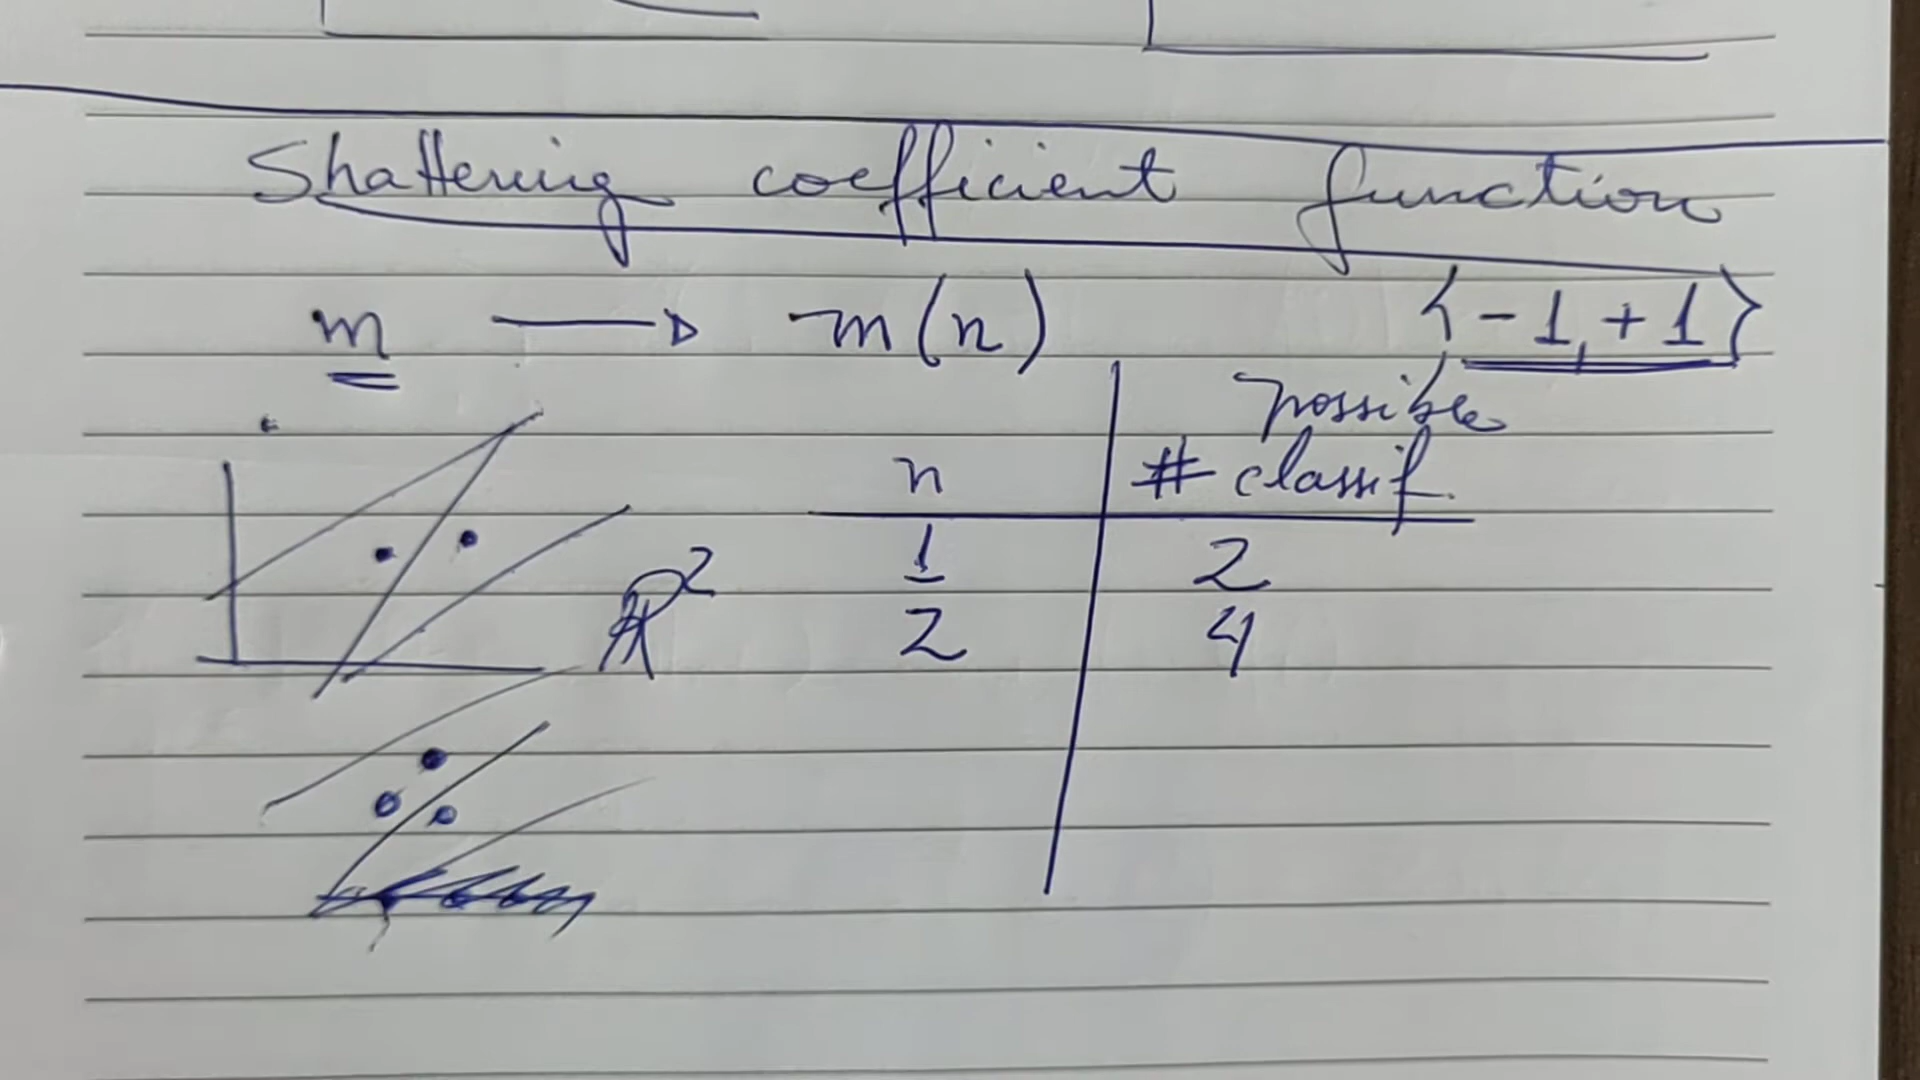 Shattering coefficient function
m → m(n) {-1, +1}
possible
n # classif.
R²
1 2
2 4